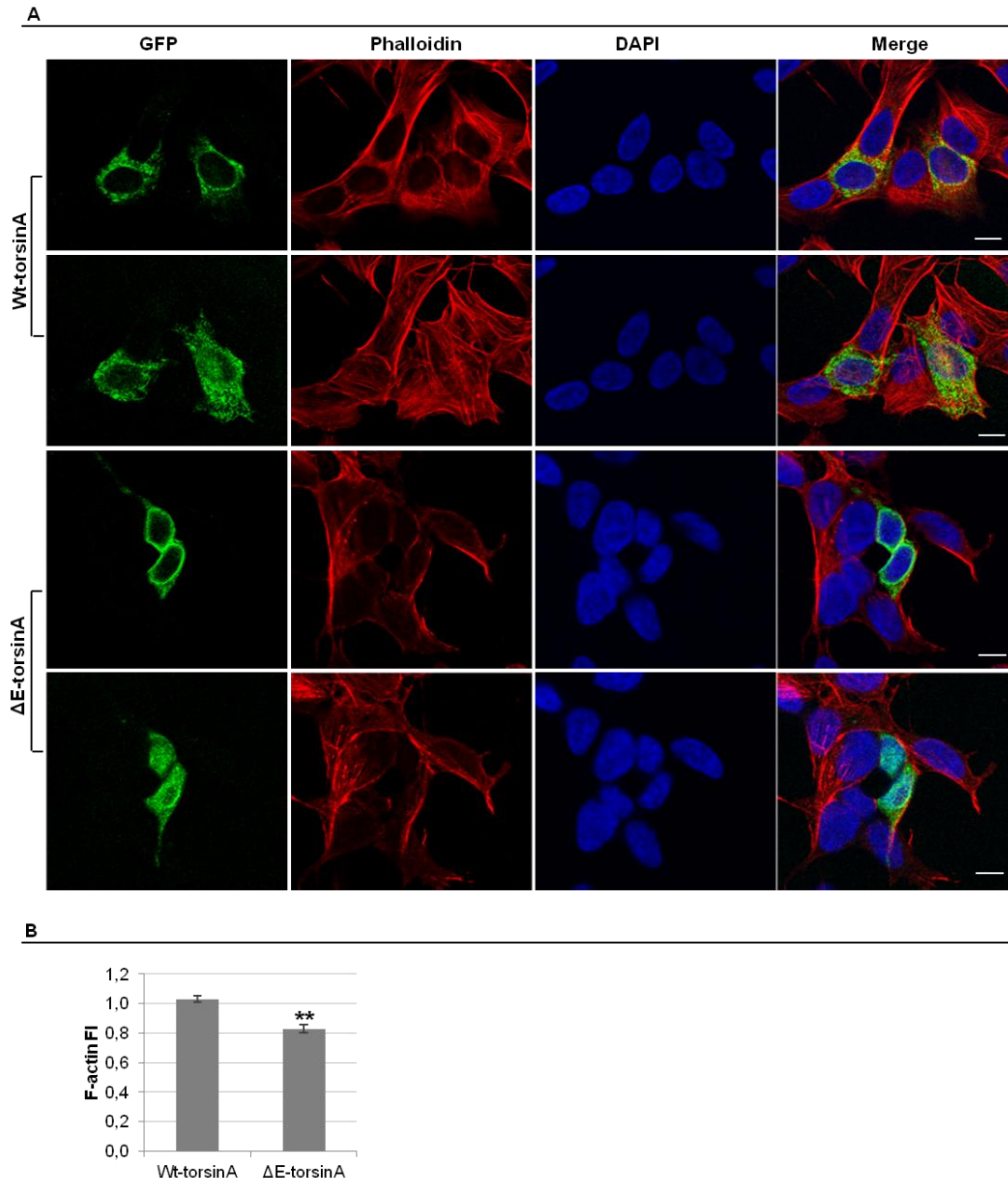 A
GFP Phalloidin DAPI Merge
Wt-torsinA
ΔE-torsinA
B
F-actin FI
1,2
1,0
0,8
0,6
0,4
0,2
0,0
**
Wt-torsinA ΔE-torsinA